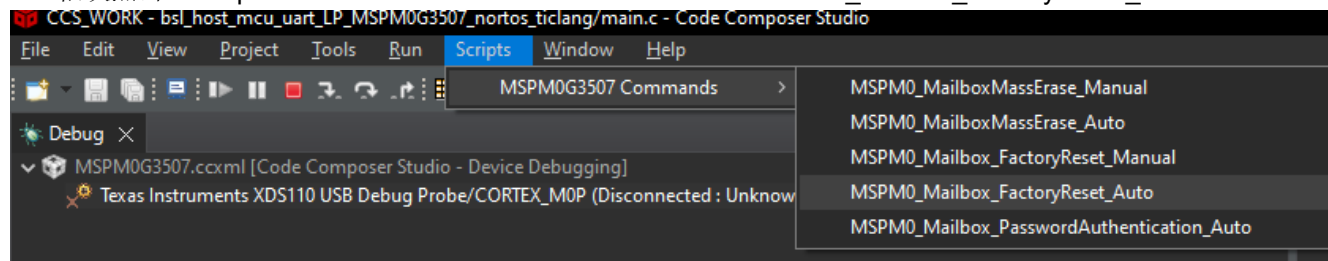 CCS_WORK - bsl_host_mcu_uart_LP_MSPM0G3507_nortos_ticlang/main.c - Code Composer Studio
File Edit View Project Tools Run Scripts Window Help
MSPM0G3507 Commands >
MSPM0_MailboxMassErase_Manual
MSPM0_MailboxMassErase_Auto
MSPM0_Mailbox_FactoryReset_Manual
MSPM0_Mailbox_FactoryReset_Auto
MSPM0_Mailbox_PasswordAuthentication_Auto
Debug
MSPM0G3507.ccxml [Code Composer Studio - Device Debugging]
Texas Instruments XDS110 USB Debug Probe/CORTEX_M0P (Disconnected : Unknow